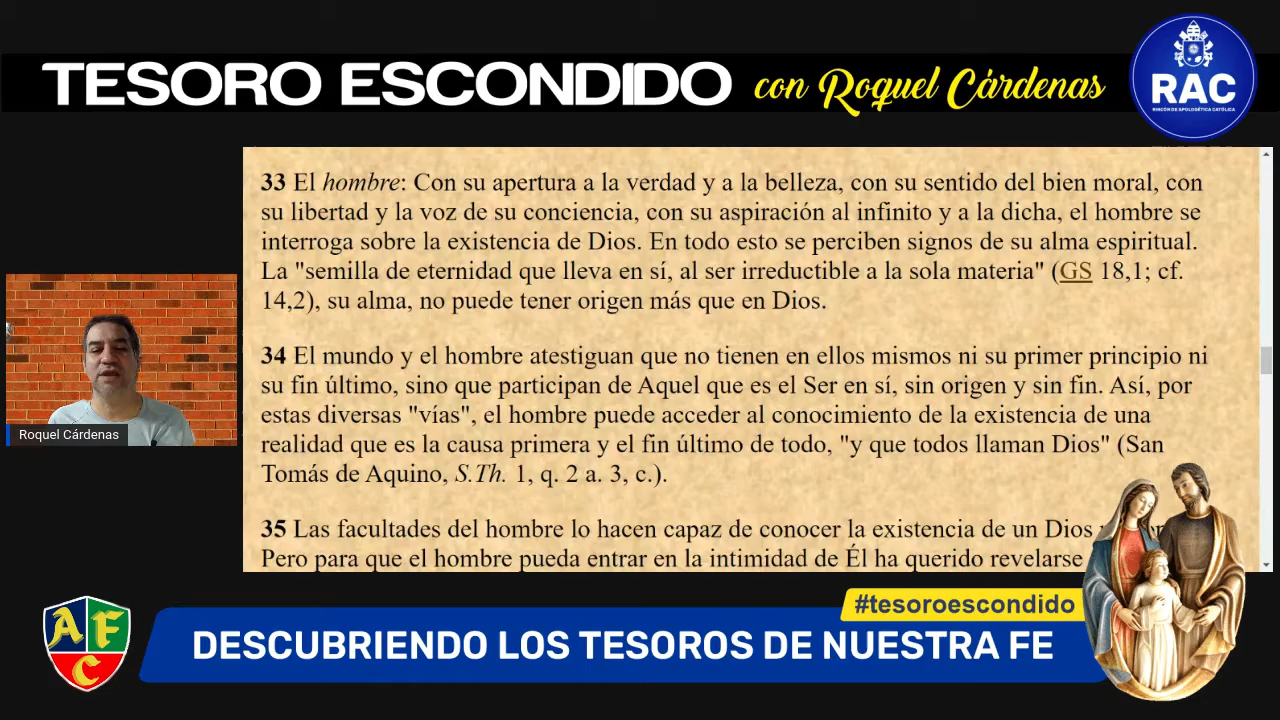 TESORO ESCONDIDO con Roquel Cárdenas
RAC
RINCÓN DE APOLOGÉTICA CATÓLICA
33 El hombre: Con su apertura a la verdad y a la belleza, con su sentido del bien moral, con
su libertad y la voz de su conciencia, con su aspiración al infinito y a la dicha, el hombre se
interroga sobre la existencia de Dios. En todo esto se perciben signos de su alma espiritual.
La "semilla de eternidad que lleva en sí, al ser irreductible a la sola materia" (GS 18,1; cf.
14,2), su alma, no puede tener origen más que en Dios.
34 El mundo y el hombre atestiguan que no tienen en ellos mismos ni su primer principio ni
su fin último, sino que participan de Aquel que es el Ser en sí, sin origen y sin fin. Así, por
estas diversas "vías", el hombre puede acceder al conocimiento de la existencia de una
realidad que es la causa primera y el fin último de todo, "y que todos llaman Dios" (San
Tomás de Aquino, S.Th. 1, q. 2 a. 3, c.).
35 Las facultades del hombre lo hacen capaz de conocer la existencia de un Dios
Pero para que el hombre pueda entrar en la intimidad de Él ha querido revelarse
Roquel Cárdenas
#tesoroescondido
DESCUBRIENDO LOS TESOROS DE NUESTRA FE
AFC